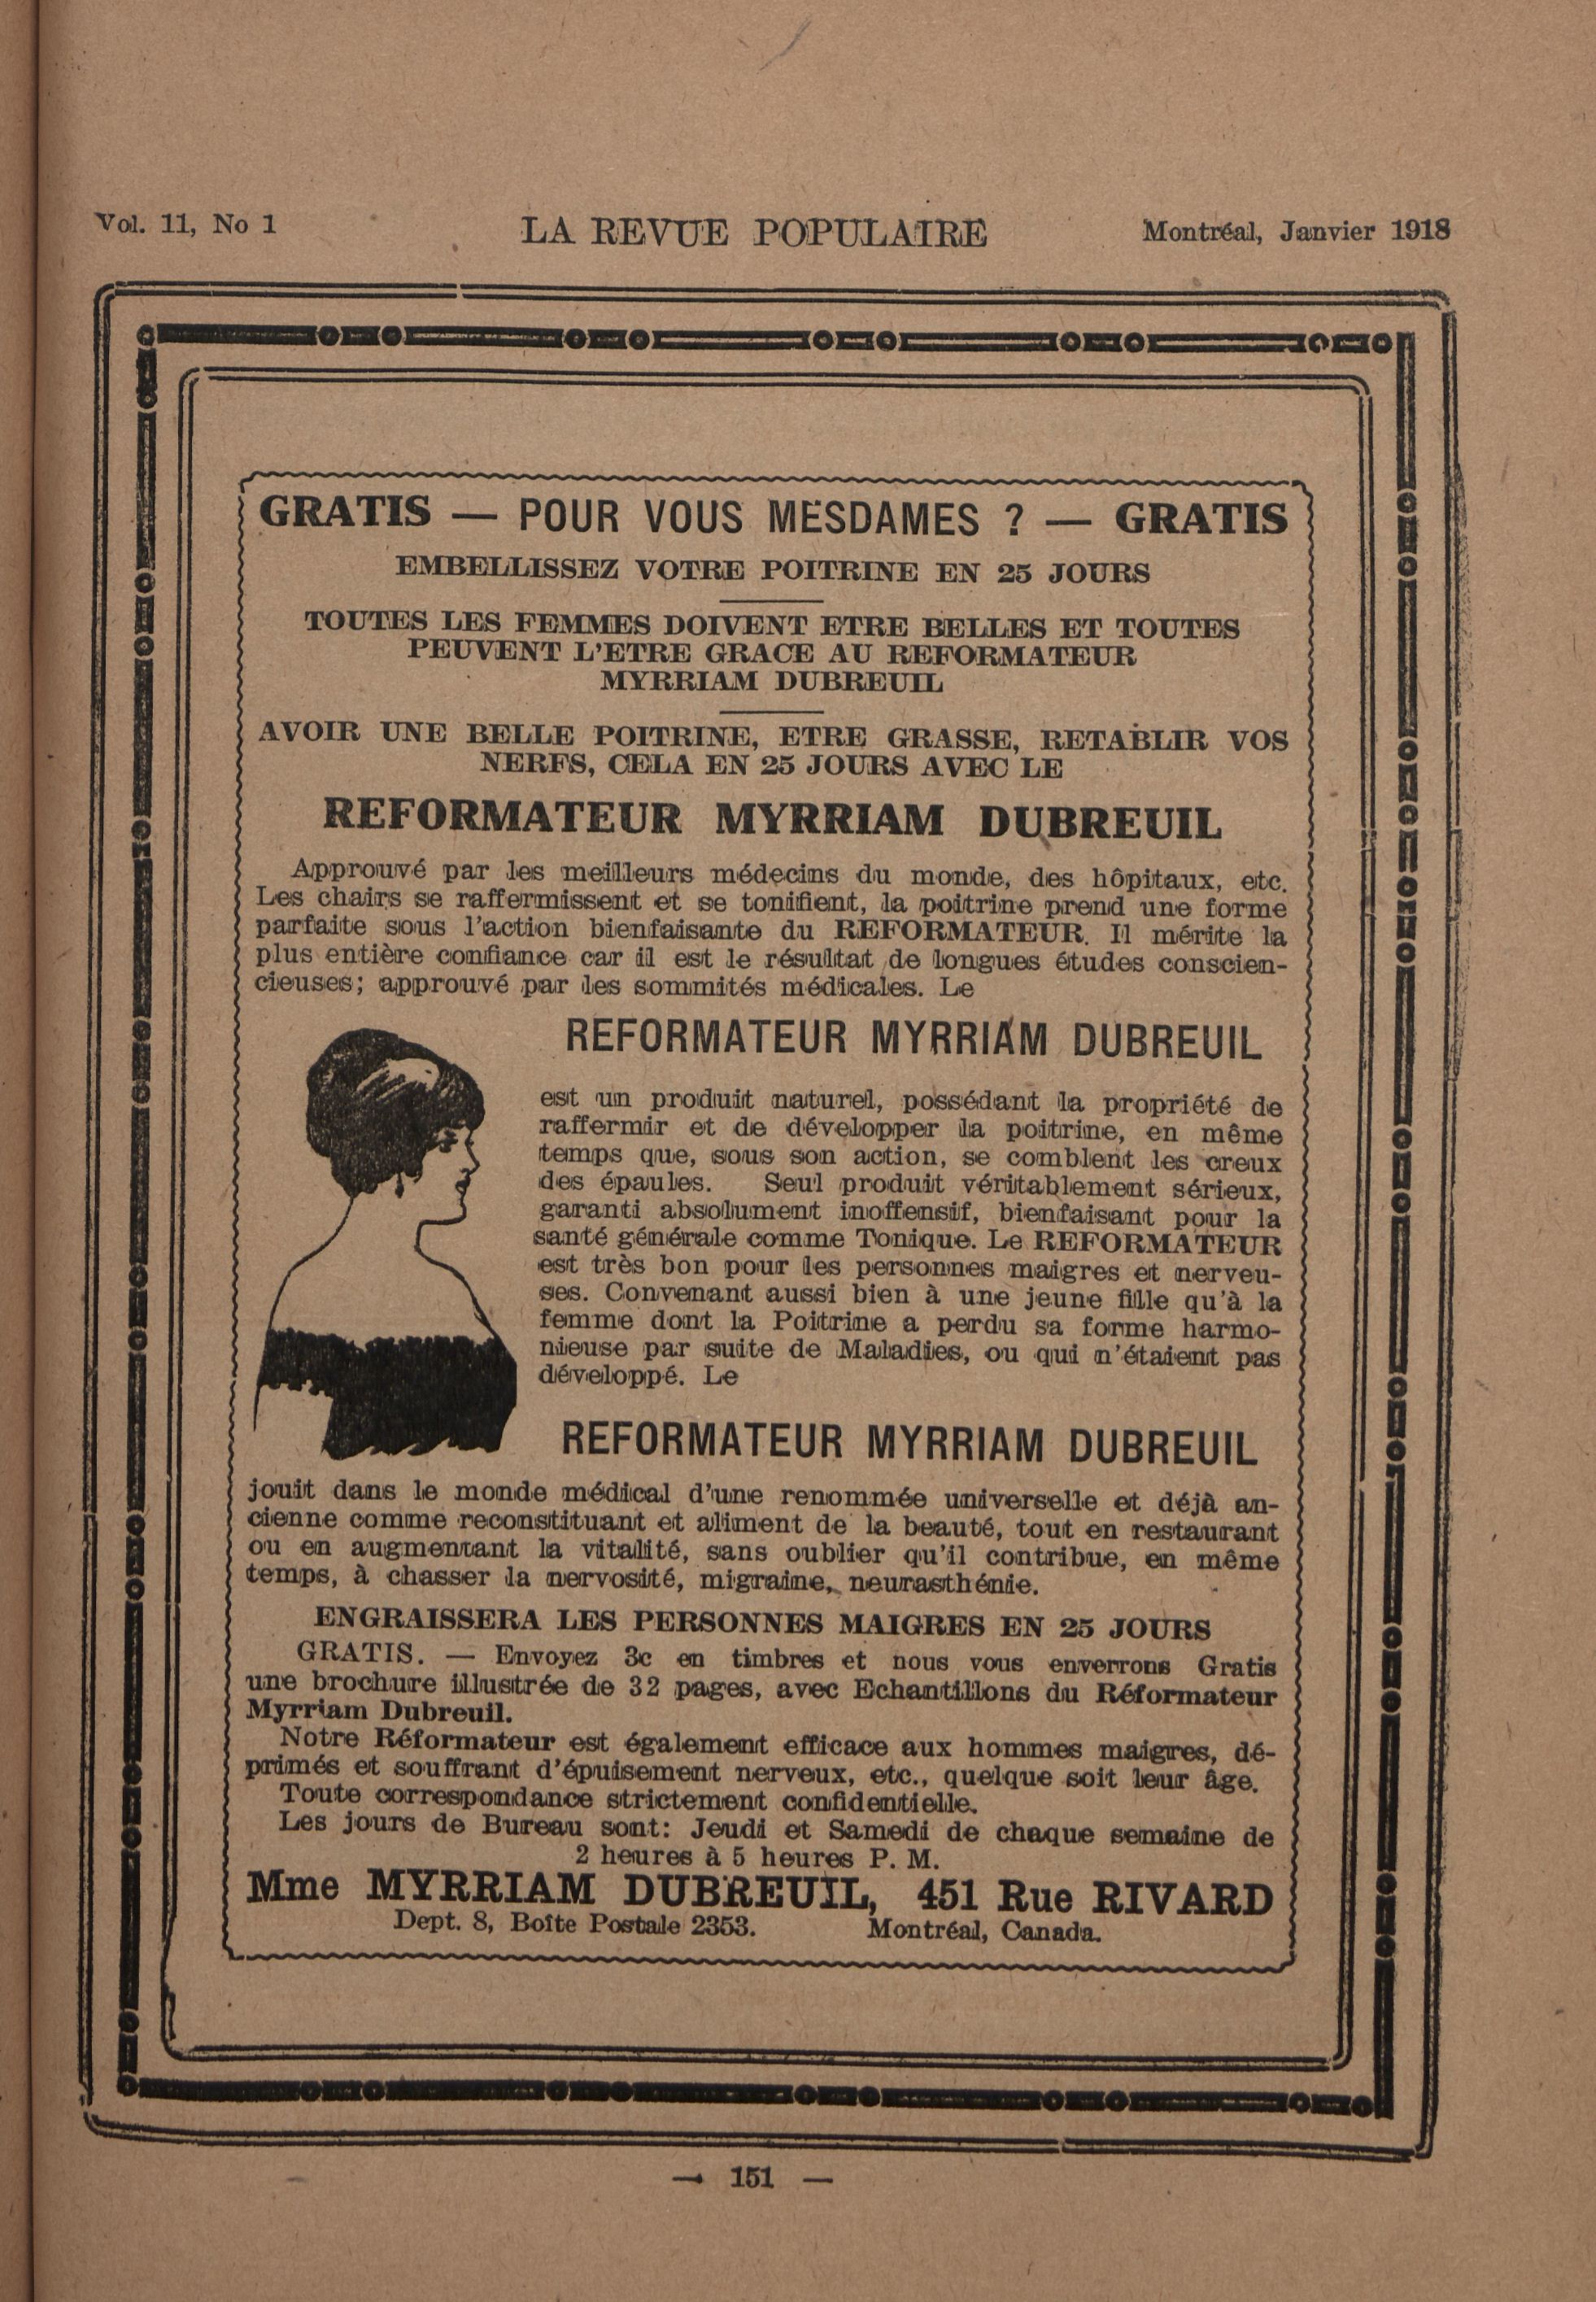 Vol. 11, No 1 LA REVUE POPULAIRE Montréal, Janvier 1918
GRATIS — POUR VOUS MESDAMES ? — GRATIS
EMBELLISSEZ VOTRE POITRINE EN 25 JOURS
TOUTES LES FEMMES DOIVENT ETRE BELLES ET TOUTES
PEUVENT L'ETRE GRACE AU REFORMATEUR
MYRRIAM DUBREUIL
AVOIR UNE BELLE POITRINE, ETRE GRASSE, RETABLIR VOS
NERFS, CELA EN 25 JOURS AVEC LE
REFORMATEUR MYRRIAM DUBREUIL
Approuvé par les meilleurs médecins du monde, des hôpitaux, etc.
Les chairs se raffermissent et se tonifient, la poitrine prend une forme
parfaite sous l'action bienfaisante du REFORMATEUR. Il mérite la
plus entière confiance car il est le résultat de longues études conscien-
cieuses; approuvé par les sommités médicales. Le
REFORMATEUR MYRRIAM DUBREUIL
est un produit naturel, possédant la propriété de
raffermir et de développer la poitrine, en même
temps que, sous son action, se comblent les creux
des épaules. Seul produit véritablement sérieux,
garanti absolument inoffensif, bienfaisant pour la
santé générale comme Tonique. Le REFORMATEUR
est très bon pour les personnes maigres et nerveu-
ses. Convenant aussi bien à une jeune fille qu'à la
femme dont la Poitrine a perdu sa forme harmo-
nieuse par suite de Maladies, ou qui n'étaient pas
développé. Le
REFORMATEUR MYRRIAM DUBREUIL
jouit dans le monde médical d'une renommée universelle et déjà an-
cienne comme reconstituant et aliment de la beauté, tout en restaurant
ou en augmentant la vitalité, sans oublier qu'il contribue, en même
temps, à chasser la nervosité, migraine, neurasthénie.
ENGRAISSERA LES PERSONNES MAIGRES EN 25 JOURS
GRATIS. — Envoyez 3c en timbres et nous vous enverrons Gratis
une brochure illustrée de 32 pages, avec Echantillons du Réformateur
Myrriam Dubreuil.
Notre Réformateur est également efficace aux hommes maigres, dé-
primés et souffrant d'épuisement nerveux, etc., quelque soit leur âge.
Toute correspondance strictement confidentielle.
Les jours de Bureau sont: Jeudi et Samedi de chaque semaine de
2 heures à 5 heures P. M.
Mme MYRRIAM DUBREUIL, 451 Rue RIVARD
Dept. 8, Boîte Postale 2353. Montréal, Canada.
— 151 —